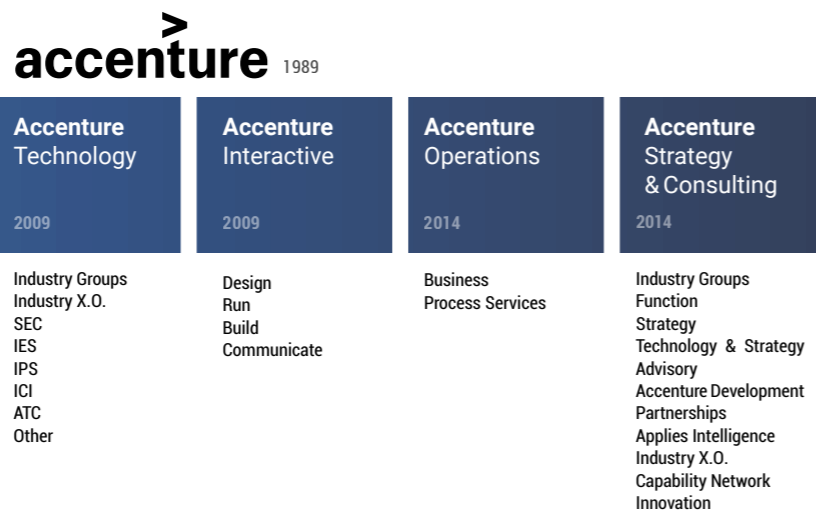 accenture 1989
Accenture
Technology
2009
Industry Groups
Industry X.O.
SEC
IES
IPS
ICI
ATC
Other
Accenture
Interactive
2009
Design
Run
Build
Communicate
Accenture
Operations
2014
Business
Process Services
Accenture
Strategy
& Consulting
2014
Industry Groups
Function
Strategy
Technology & Strategy
Advisory
Accenture Development
Partnerships
Applies Intelligence
Industry X.O.
Capability Network
Innovation